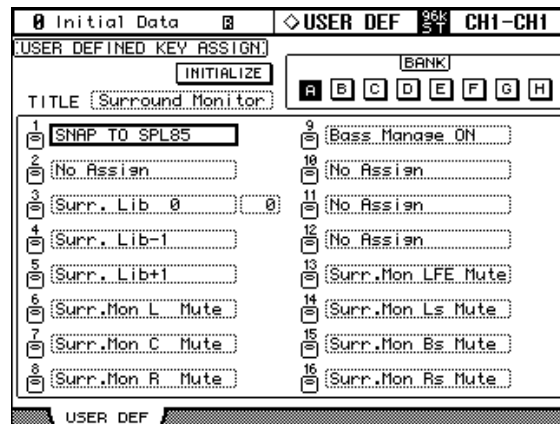 0 Initial Data R ◇USER DEF 96k ST CH1-CH1
USER DEFINED KEY ASSIGN
INITIALIZE
TITLE Surround Monitor
BANK
A B C D E F G H
1 SNAP TO SPL85
2 No Assign
3 Surr. Lib 0 0
4 Surr. Lib-1
5 Surr. Lib+1
6 Surr.Mon L Mute
7 Surr.Mon C Mute
8 Surr.Mon R Mute
9 Bass Manage ON
10 No Assign
11 No Assign
12 No Assign
13 Surr.Mon LFE Mute
14 Surr.Mon Ls Mute
15 Surr.Mon Bs Mute
16 Surr.Mon Rs Mute
USER DEF